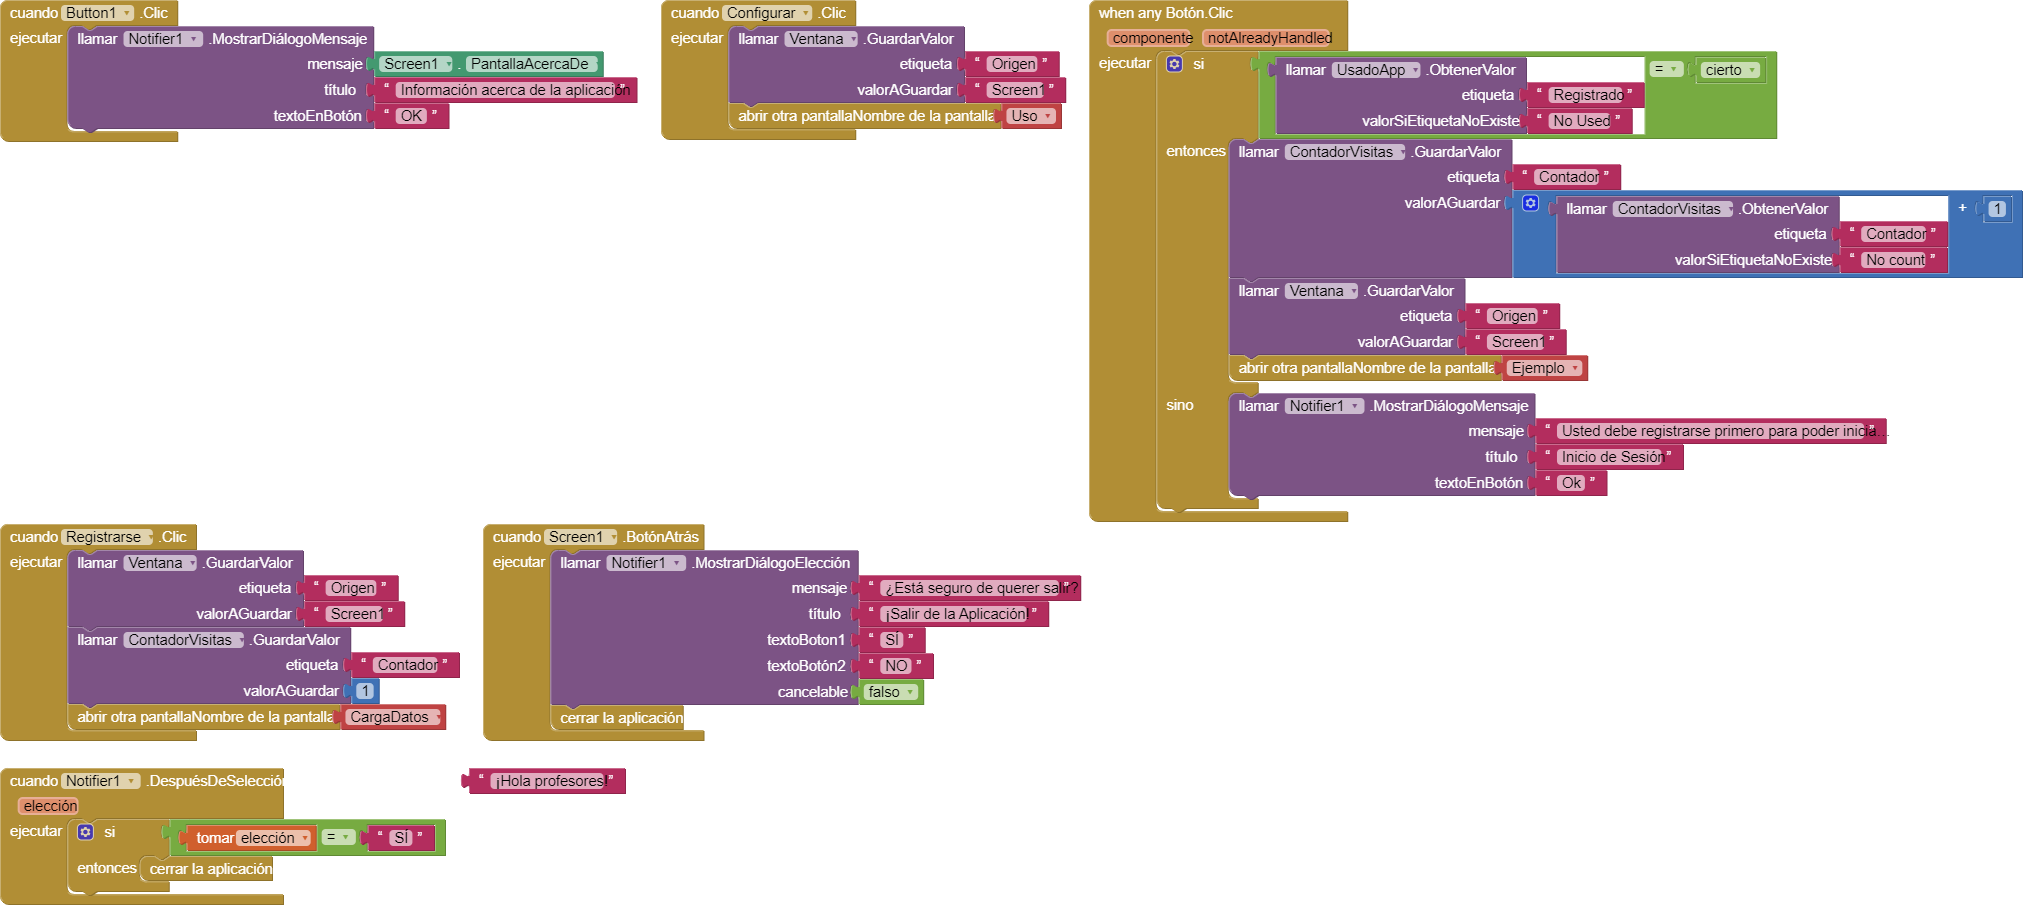 cuando Button1 .Clic
ejecutar llamar Notifier1 .MostrarDiálogoMensaje
mensaje Screen1 . PantallaAcercaDe
título “ Información acerca de la aplicación ”
textoEnBotón “ OK ”
cuando Configurar .Clic
ejecutar llamar Ventana .GuardarValor
etiqueta “ Origen ”
valorAGuardar “ Screen1 ”
abrir otra pantallaNombre de la pantalla Uso
when any Botón.Clic
componente notAlreadyHandled
ejecutar si llamar UsadoApp .ObtenerValor = cierto
etiqueta “ Registrado ”
valorSiEtiquetaNoExiste “ No Used ”
entonces llamar ContadorVisitas .GuardarValor
etiqueta “ Contador ”
valorAGuardar llamar ContadorVisitas .ObtenerValor + 1
etiqueta “ Contador ”
valorSiEtiquetaNoExiste “ No count ”
llamar Ventana .GuardarValor
etiqueta “ Origen ”
valorAGuardar “ Screen1 ”
abrir otra pantallaNombre de la pantalla Ejemplo
sino llamar Notifier1 .MostrarDiálogoMensaje
mensaje “ Usted debe registrarse primero para poder inicia... ”
título “ Inicio de Sesión ”
textoEnBotón “ Ok ”
cuando Registrarse .Clic
ejecutar llamar Ventana .GuardarValor
etiqueta “ Origen ”
valorAGuardar “ Screen1 ”
llamar ContadorVisitas .GuardarValor
etiqueta “ Contador ”
valorAGuardar 1
abrir otra pantallaNombre de la pantalla CargaDatos
cuando Screen1 .BotónAtrás
ejecutar llamar Notifier1 .MostrarDiálogoElección
mensaje “ ¿Está seguro de querer salir? ”
título “ ¡Salir de la Aplicación! ”
textoBoton1 “ SÍ ”
textoBotón2 “ NO ”
cancelable falso
cerrar la aplicación
cuando Notifier1 .DespuésDeSelección
elección
ejecutar si tomar elección = “ SÍ ”
entonces cerrar la aplicación
“ ¡Hola profesores! ”